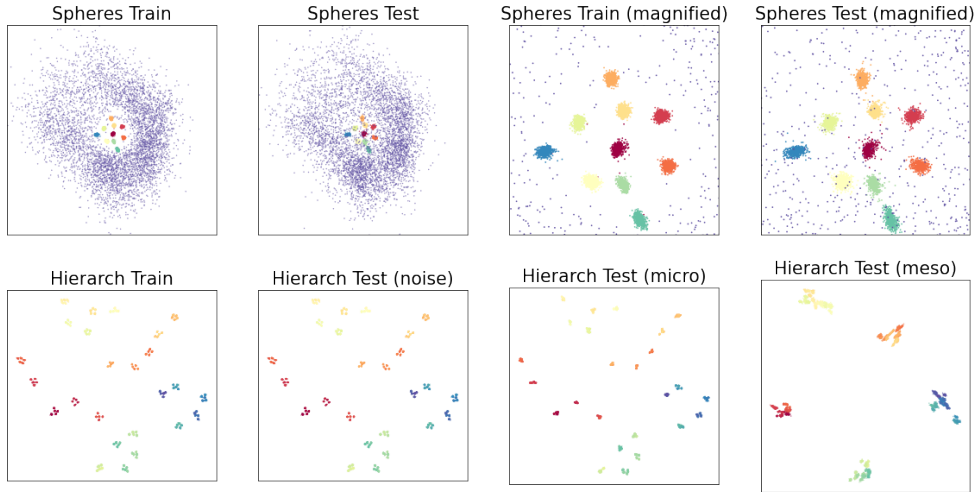 Spheres Train
Spheres Test
Spheres Train (magnified)
Spheres Test (magnified)
Hierarch Train
Hierarch Test (noise)
Hierarch Test (micro)
Hierarch Test (meso)